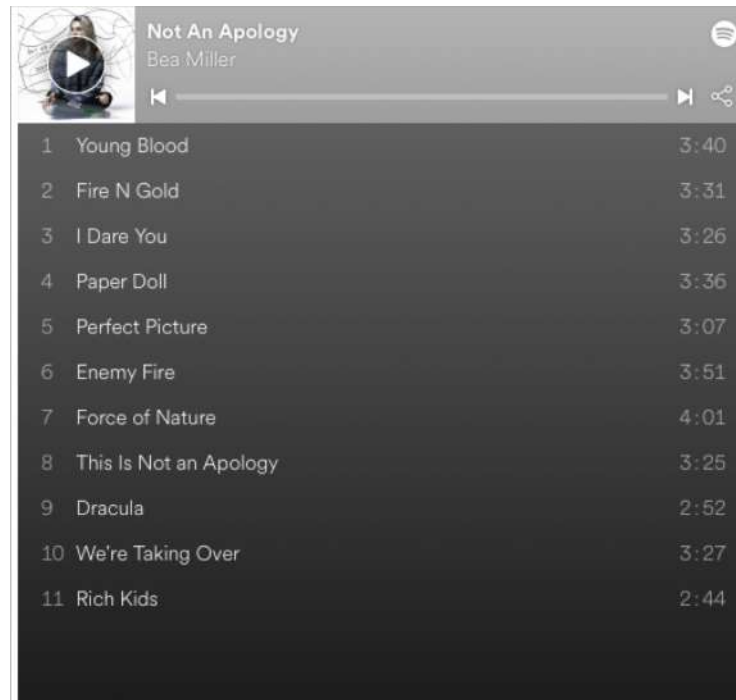 Not An Apology
Bea Miller
1 Young Blood 3:40
2 Fire N Gold 3:31
3 I Dare You 3:26
4 Paper Doll 3:36
5 Perfect Picture 3:07
6 Enemy Fire 3:51
7 Force of Nature 4:01
8 This Is Not an Apology 3:25
9 Dracula 2:52
10 We're Taking Over 3:27
11 Rich Kids 2:44